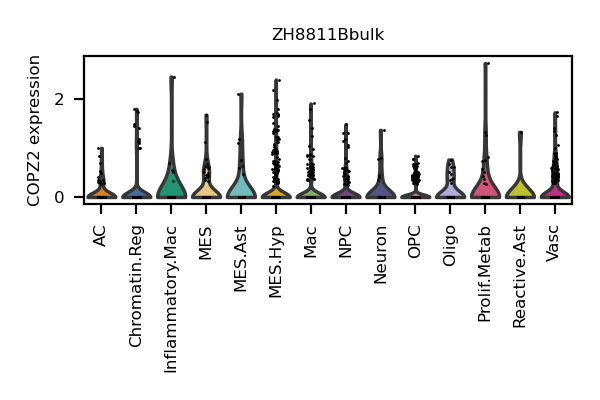 ZH8811Bbulk
COPZ2 expression
2
0
AC
Chromatin.Reg
Inflammatory.Mac
MES
MES.Ast
MES.Hyp
Mac
NPC
Neuron
OPC
Oligo
Prolif.Metab
Reactive.Ast
Vasc